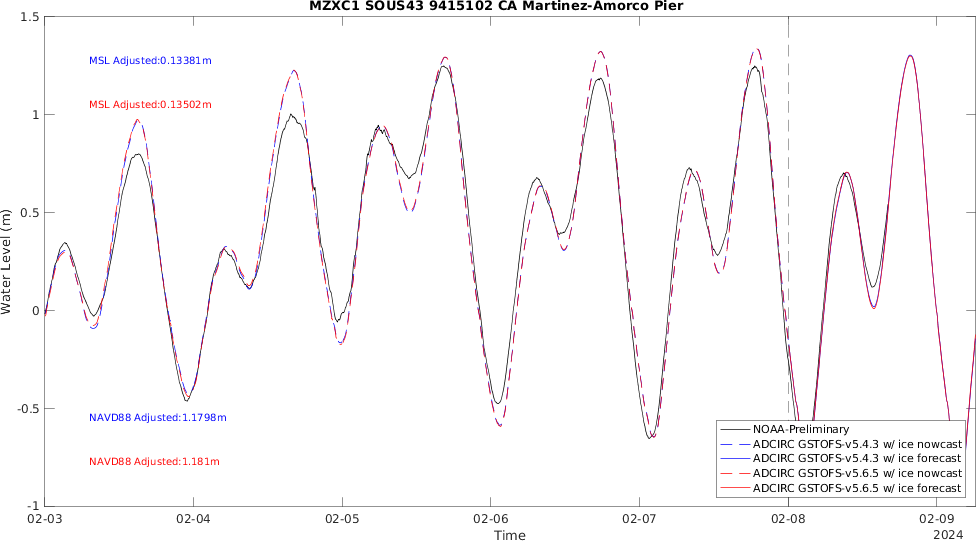 MZXC1 SOUS43 9415102 CA Martinez-Amorco Pier
1.5
1
0.5
0
-0.5
-1
Water Level (m)
MSL Adjusted:0.13381m
MSL Adjusted:0.13502m
NAVD88 Adjusted:1.1798m
NAVD88 Adjusted:1.181m
NOAA-Preliminary
ADCIRC GSTOFS-v5.4.3 w/ ice nowcast
ADCIRC GSTOFS-v5.4.3 w/ ice forecast
ADCIRC GSTOFS-v5.6.5 w/ ice nowcast
ADCIRC GSTOFS-v5.6.5 w/ ice forecast
02-03 02-04 02-05 02-06 02-07 02-08 02-09
Time 2024